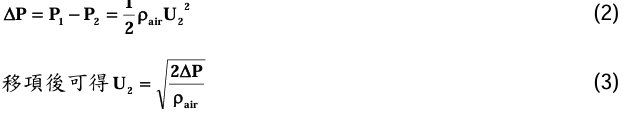 ΔP = P₁ − P₂ = 1/2 ρ_air U₂² (2)
移項後可得 U₂ = √(2ΔP/ρ_air) (3)